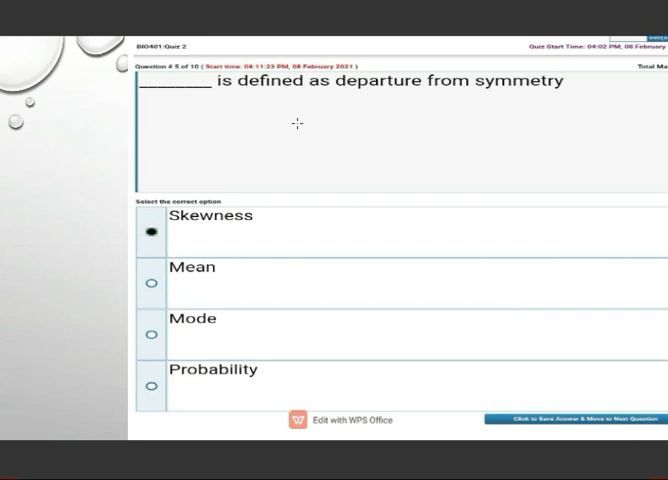 BIO401:Quiz 2
Quiz Start Time: 04:02 PM, 08 February
Question # 5 of 10 ( Start time: 04:11:23 PM, 08 February 2021 )
Total Ma
________ is defined as departure from symmetry
Select the correct option
Skewness
Mean
Mode
Probability
Edit with WPS Office
Click to Save Answer & Move to Next Question